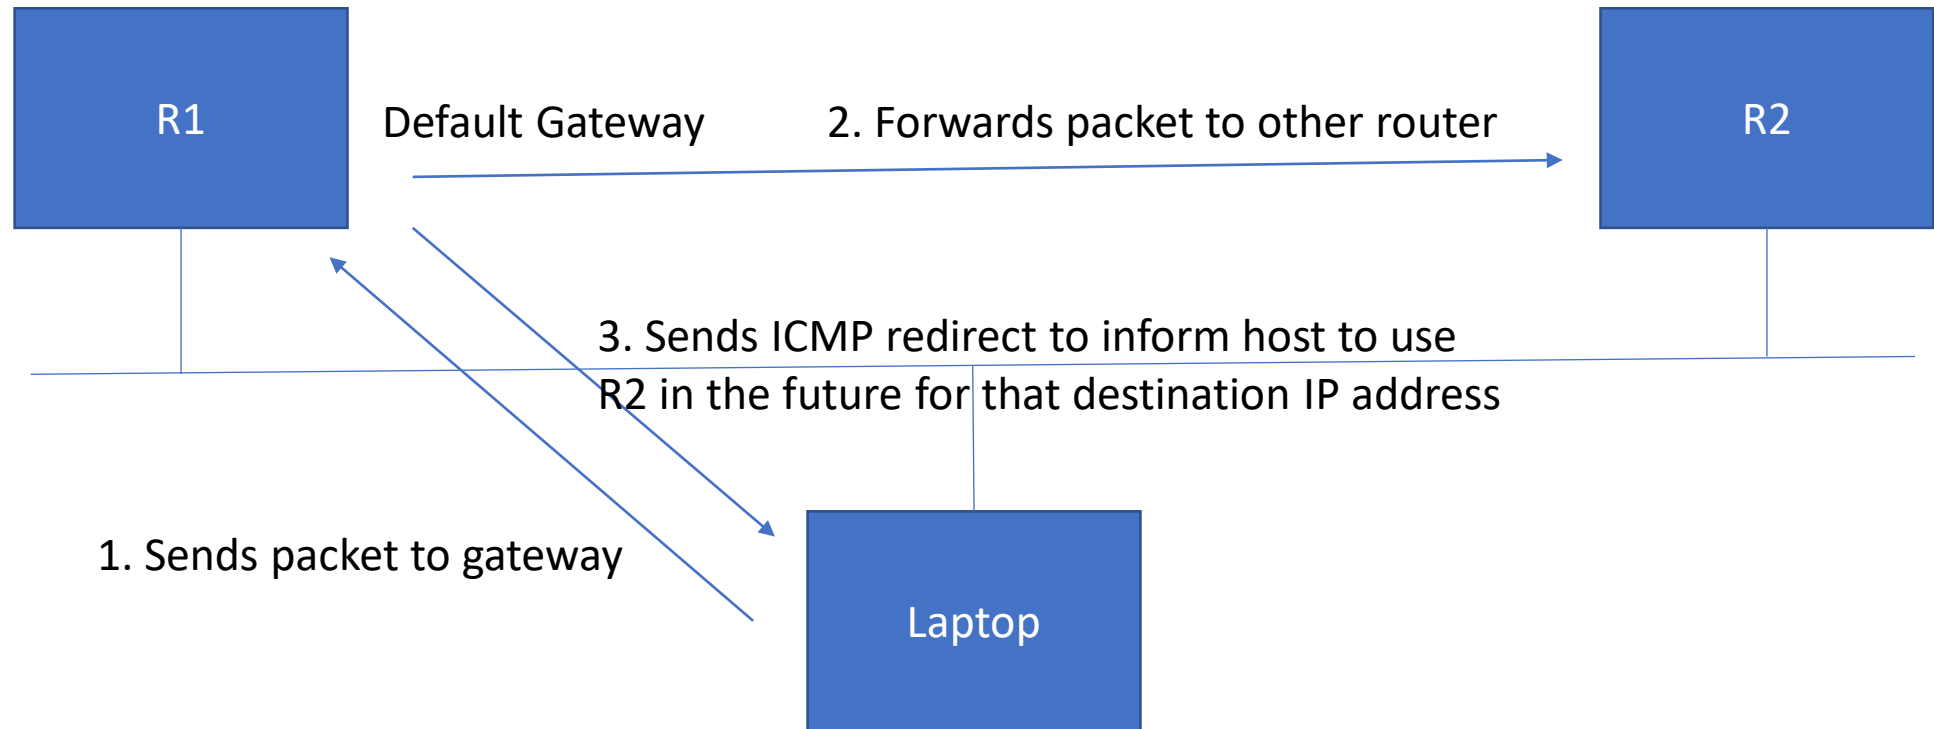 R1
Default Gateway
2. Forwards packet to other router
R2
3. Sends ICMP redirect to inform host to use
R2 in the future for that destination IP address
1. Sends packet to gateway
Laptop